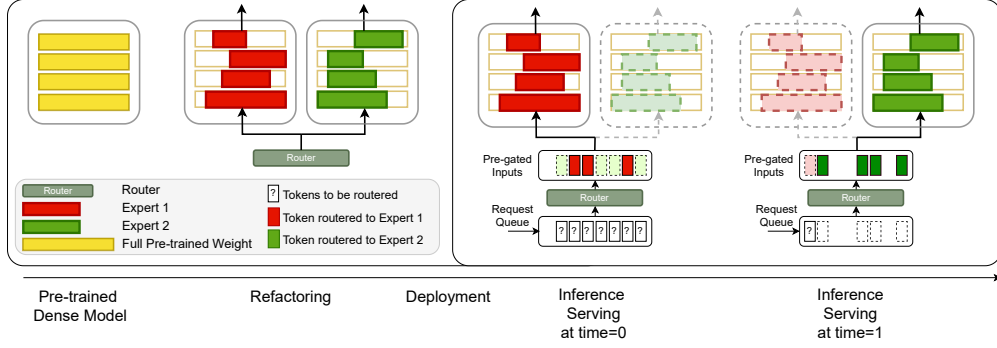 Router
Router
Router
Expert 1
Expert 2
Full Pre-trained Weight
? Tokens to be routered
Token routered to Expert 1
Token routered to Expert 2
Pre-gated
Inputs
Router
Request
Queue
? ? ? ? ? ? ?
Pre-gated
Inputs
Router
Request
Queue
?
Pre-trained
Dense Model
Refactoring
Deployment
Inference
Serving
at time=0
Inference
Serving
at time=1